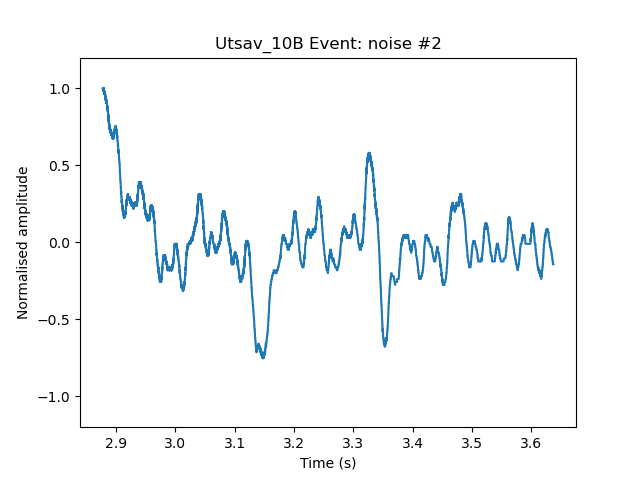 Utsav_10B Event: noise #2
Normalised amplitude
1.0
0.5
0.0
−0.5
−1.0
2.9 3.0 3.1 3.2 3.3 3.4 3.5 3.6
Time (s)